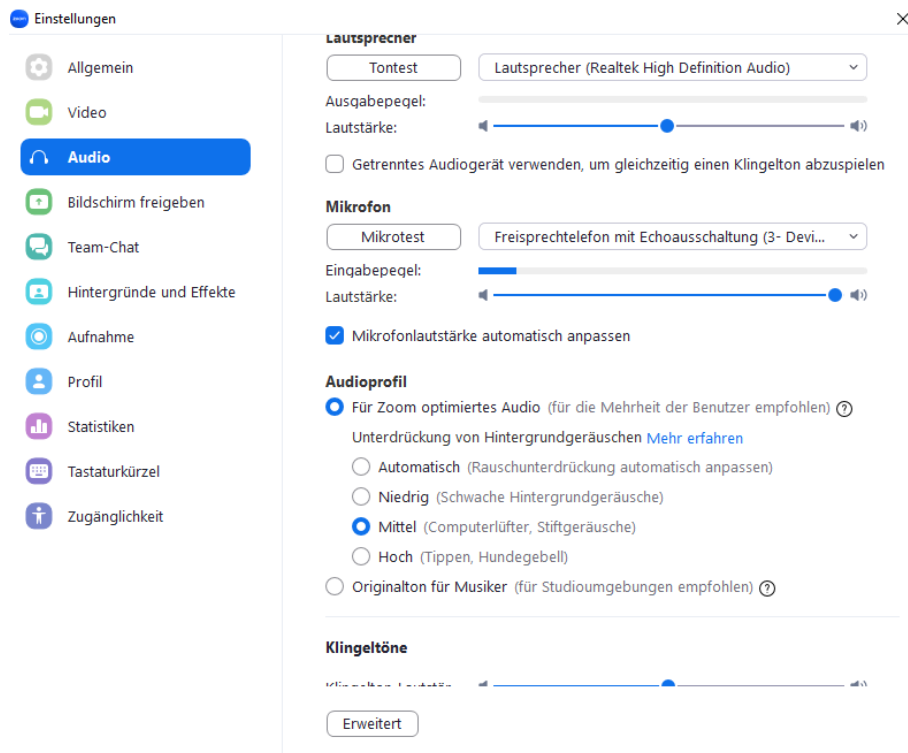 zoom
Einstellungen
Allgemein
Video
Audio
Bildschirm freigeben
Team-Chat
Hintergründe und Effekte
Aufnahme
Profil
Statistiken
Tastaturkürzel
Zugänglichkeit
Lautsprecher
Tontest
Lautsprecher (Realtek High Definition Audio)
Ausgabepegel:
Lautstärke:
Getrenntes Audiogerät verwenden, um gleichzeitig einen Klingelton abzuspielen
Mikrofon
Mikrotest
Freisprechtelefon mit Echoausschaltung (3- Devi...
Eingabepegel:
Lautstärke:
Mikrofonlautstärke automatisch anpassen
Audioprofil
Für Zoom optimiertes Audio (für die Mehrheit der Benutzer empfohlen) ?
Unterdrückung von Hintergrundgeräuschen Mehr erfahren
Automatisch (Rauschunterdrückung automatisch anpassen)
Niedrig (Schwache Hintergrundgeräusche)
Mittel (Computerlüfter, Stiftgeräusche)
Hoch (Tippen, Hundegebell)
Originalton für Musiker (für Studioumgebungen empfohlen) ?
Klingeltöne
Erweitert